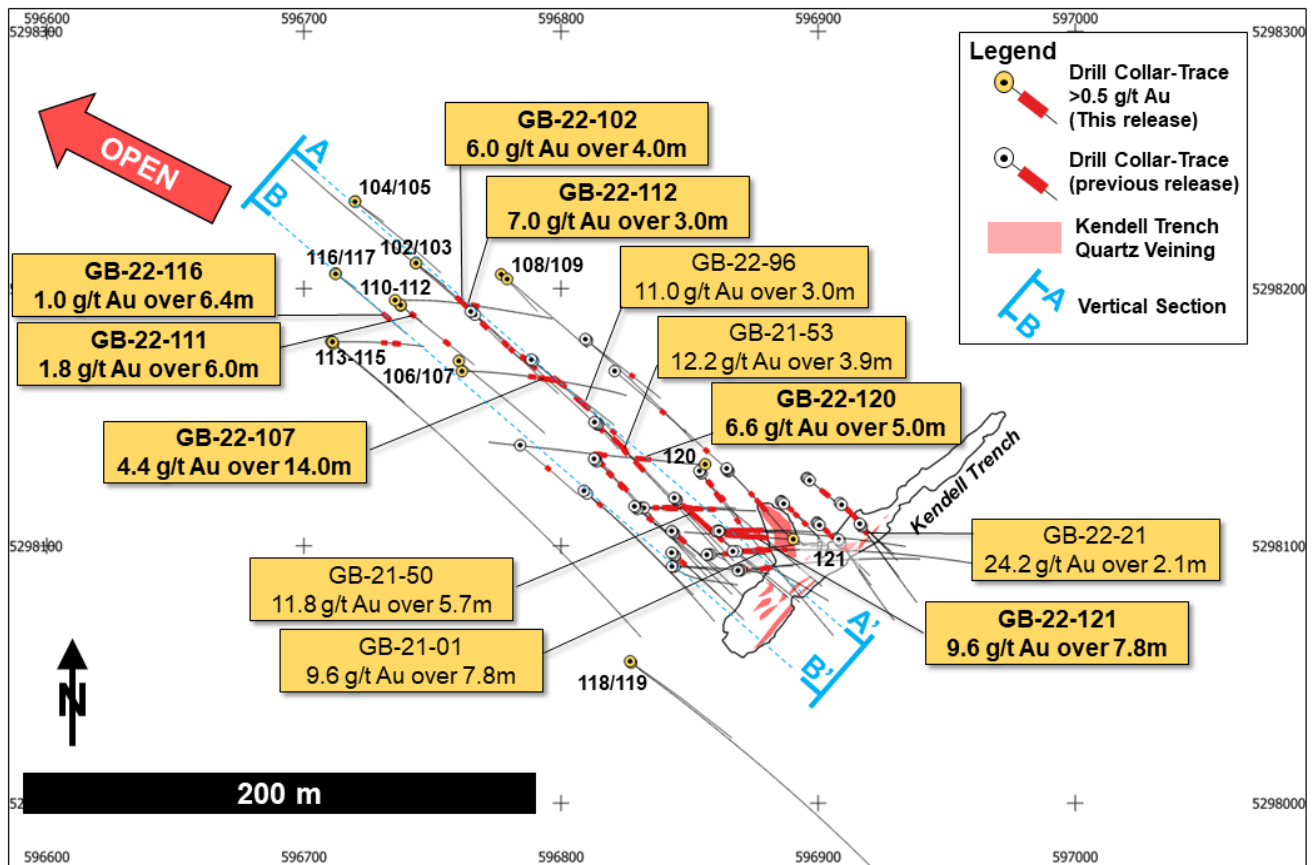 596600
596700
596800
596900
597000
5298300
5298300
Legend
Drill Collar-Trace
>0.5 g/t Au
(This release)
Drill Collar-Trace
(previous release)
Kendell Trench
Quartz Veining
A
B
Vertical Section
OPEN
A
B
GB-22-102
6.0 g/t Au over 4.0m
GB-22-112
7.0 g/t Au over 3.0m
104/105
102/103
116/117
108/109
110-112
5298200
GB-22-116
1.0 g/t Au over 6.4m
GB-22-96
11.0 g/t Au over 3.0m
GB-22-111
1.8 g/t Au over 6.0m
113-115
106/107
GB-21-53
12.2 g/t Au over 3.9m
GB-22-107
4.4 g/t Au over 14.0m
GB-22-120
6.6 g/t Au over 5.0m
120
Kendell Trench
5298100
5298100
121
GB-21-50
11.8 g/t Au over 5.7m
GB-22-21
24.2 g/t Au over 2.1m
GB-21-01
9.6 g/t Au over 7.8m
A'
B'
GB-22-121
9.6 g/t Au over 7.8m
118/119
N
200 m
5298000
596600
596700
596800
596900
597000